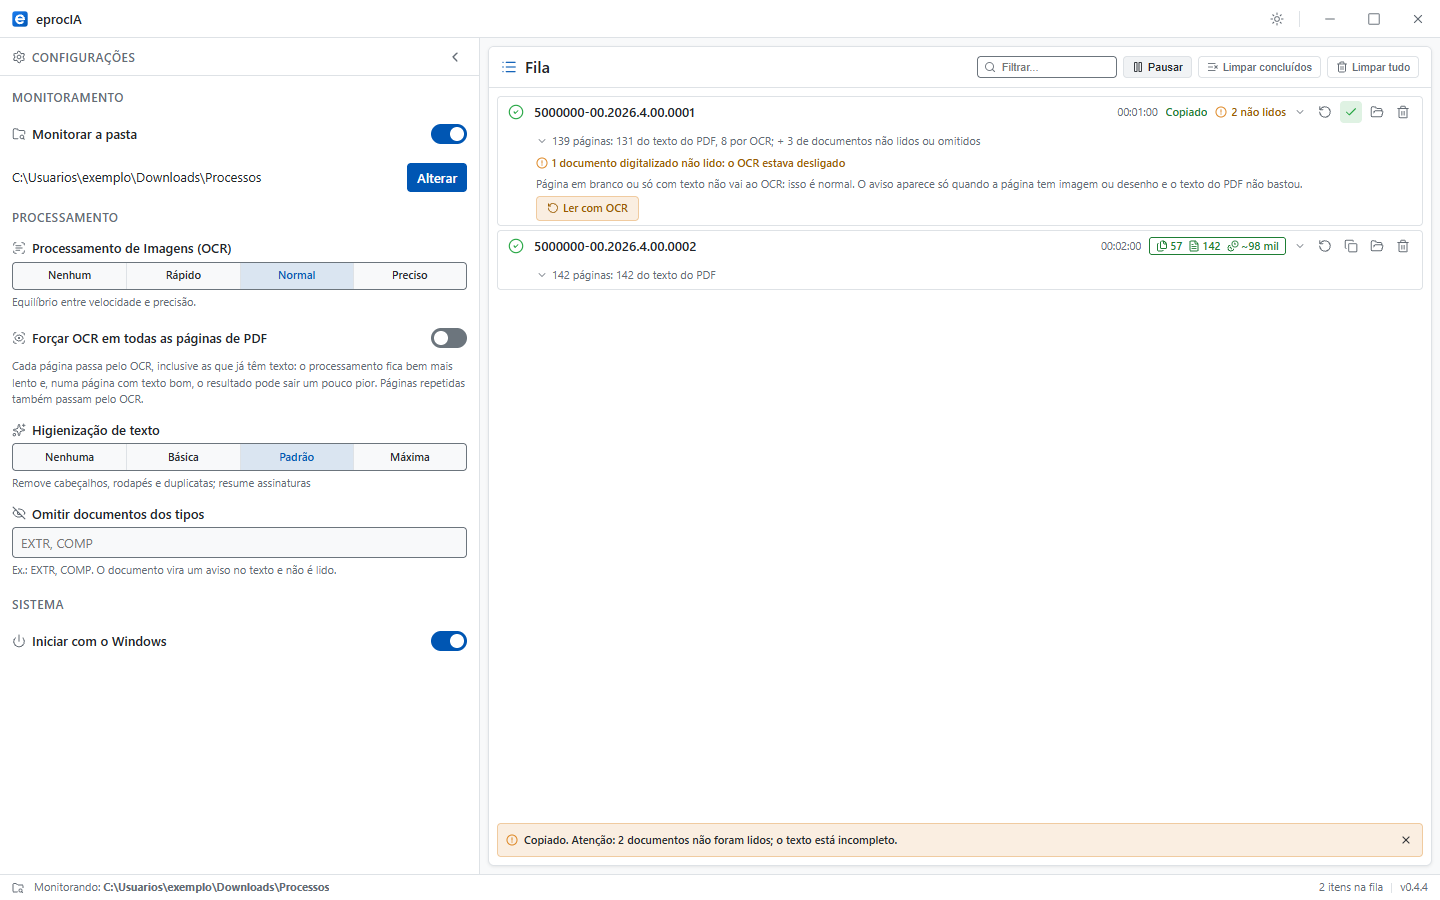 eprocIA
CONFIGURAÇÕES
MONITORAMENTO
Monitorar a pasta
C:\Usuarios\exemplo\Downloads\Processos
Alterar
PROCESSAMENTO
Processamento de Imagens (OCR)
Nenhum Rápido Normal Preciso
Equilíbrio entre velocidade e precisão.
Forçar OCR em todas as páginas de PDF
Cada página passa pelo OCR, inclusive as que já têm texto: o processamento fica bem mais
lento e, numa página com texto bom, o resultado pode sair um pouco pior. Páginas repetidas
também passam pelo OCR.
Higienização de texto
Nenhuma Básica Padrão Máxima
Remove cabeçalhos, rodapés e duplicatas; resume assinaturas
Omitir documentos dos tipos
EXTR, COMP
Ex.: EXTR, COMP. O documento vira um aviso no texto e não é lido.
SISTEMA
Iniciar com o Windows
Fila
Filtrar...
Pausar
Limpar concluídos
Limpar tudo
5000000-00.2026.4.00.0001
00:01:00 Copiado 2 não lidos
139 páginas: 131 do texto do PDF, 8 por OCR; + 3 de documentos não lidos ou omitidos
1 documento digitalizado não lido: o OCR estava desligado
Página em branco ou só com texto não vai ao OCR: isso é normal. O aviso aparece só quando a página tem imagem ou desenho e o texto do PDF não bastou.
Ler com OCR
5000000-00.2026.4.00.0002
00:02:00 57 142 ~98 mil
142 páginas: 142 do texto do PDF
Copiado. Atenção: 2 documentos não foram lidos; o texto está incompleto.
Monitorando: C:\Usuarios\exemplo\Downloads\Processos
2 itens na fila v0.4.4